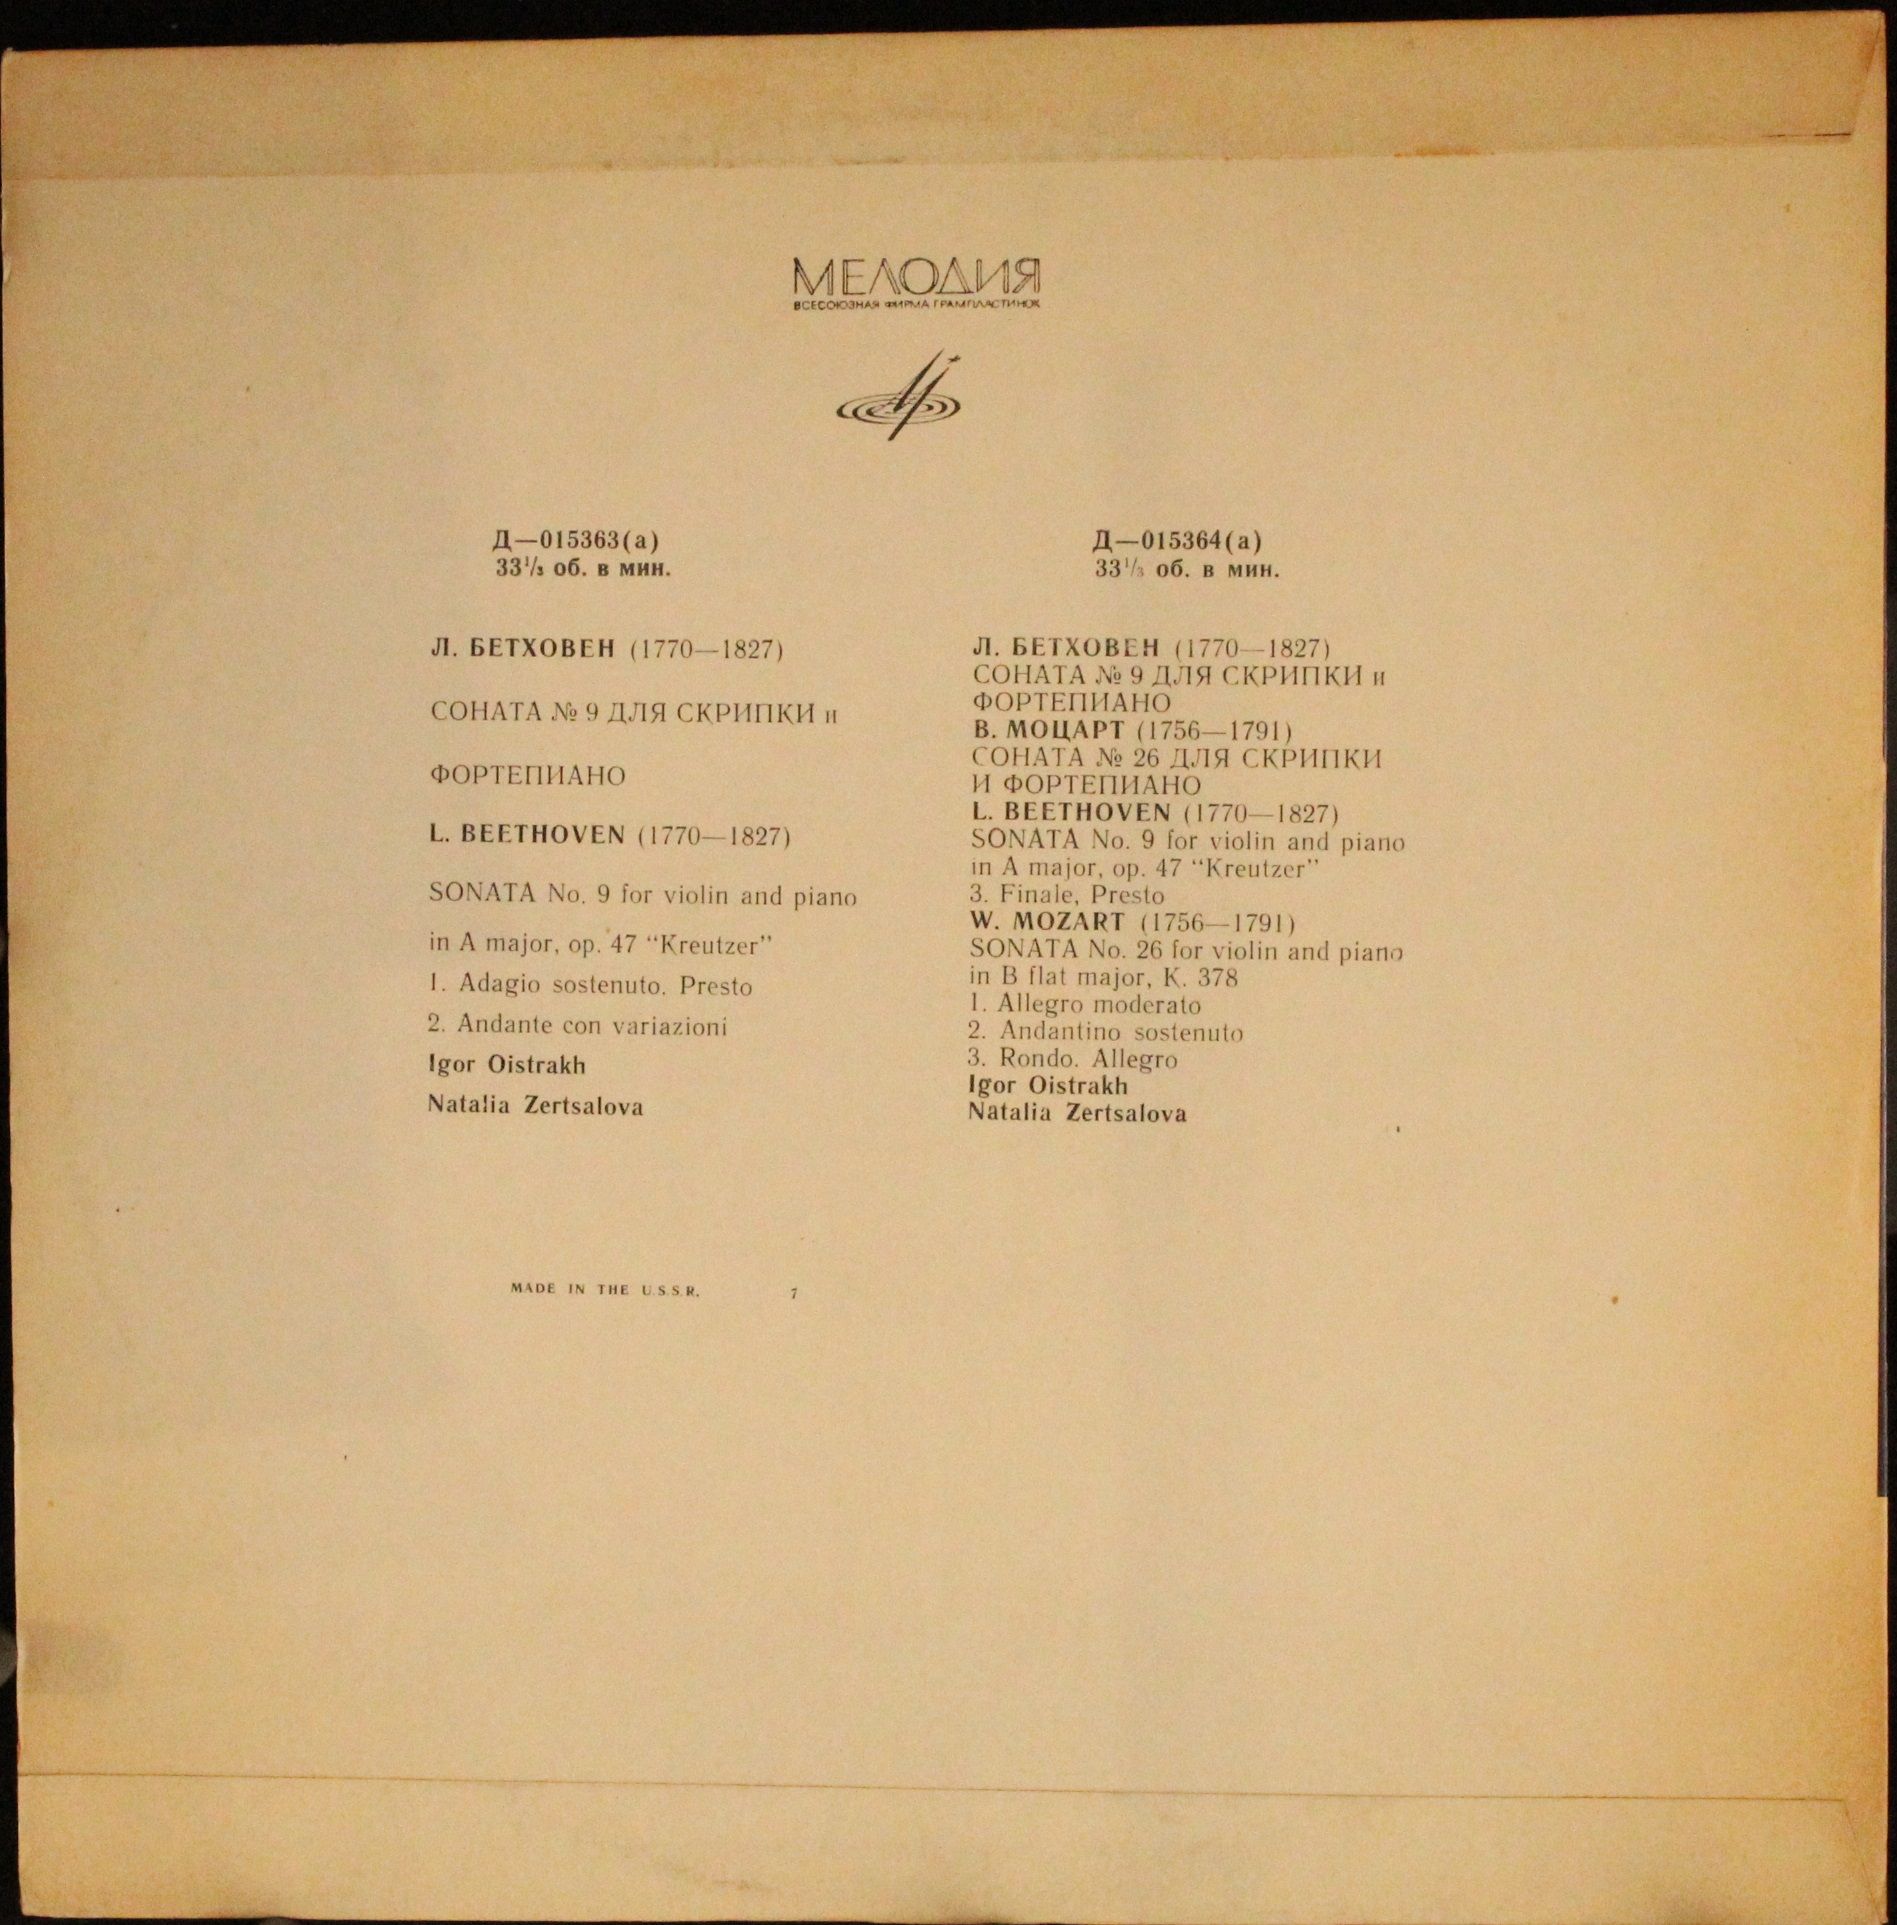 МЕЛОДИЯ
ВСЕСОЮЗНАЯ ФИРМА ГРАМПЛАСТИНОК
Д—015363(а)
33⅓ об. в мин.
Л. БЕТХОВЕН (1770—1827)
СОНАТА № 9 ДЛЯ СКРИПКИ и
ФОРТЕПИАНО
L. BEETHOVEN (1770—1827)
SONATA No. 9 for violin and piano
in A major, op. 47 “Kreutzer”
1. Adagio sostenuto. Presto
2. Andante con variazioni
Igor Oistrakh
Natalia Zertsalova
Д—015364(а)
33⅓ об. в мин.
Л. БЕТХОВЕН (1770—1827)
СОНАТА № 9 ДЛЯ СКРИПКИ и
ФОРТЕПИАНО
В. МОЦАРТ (1756—1791)
СОНАТА № 26 ДЛЯ СКРИПКИ
И ФОРТЕПИАНО
L. BEETHOVEN (1770—1827)
SONATA No. 9 for violin and piano
in A major, op. 47 “Kreutzer”
3. Finale, Presto
W. MOZART (1756—1791)
SONATA No. 26 for violin and piano
in B flat major, K. 378
1. Allegro moderato
2. Andantino sostenuto
3. Rondo. Allegro
Igor Oistrakh
Natalia Zertsalova
MADE IN THE U.S.S.R. 7